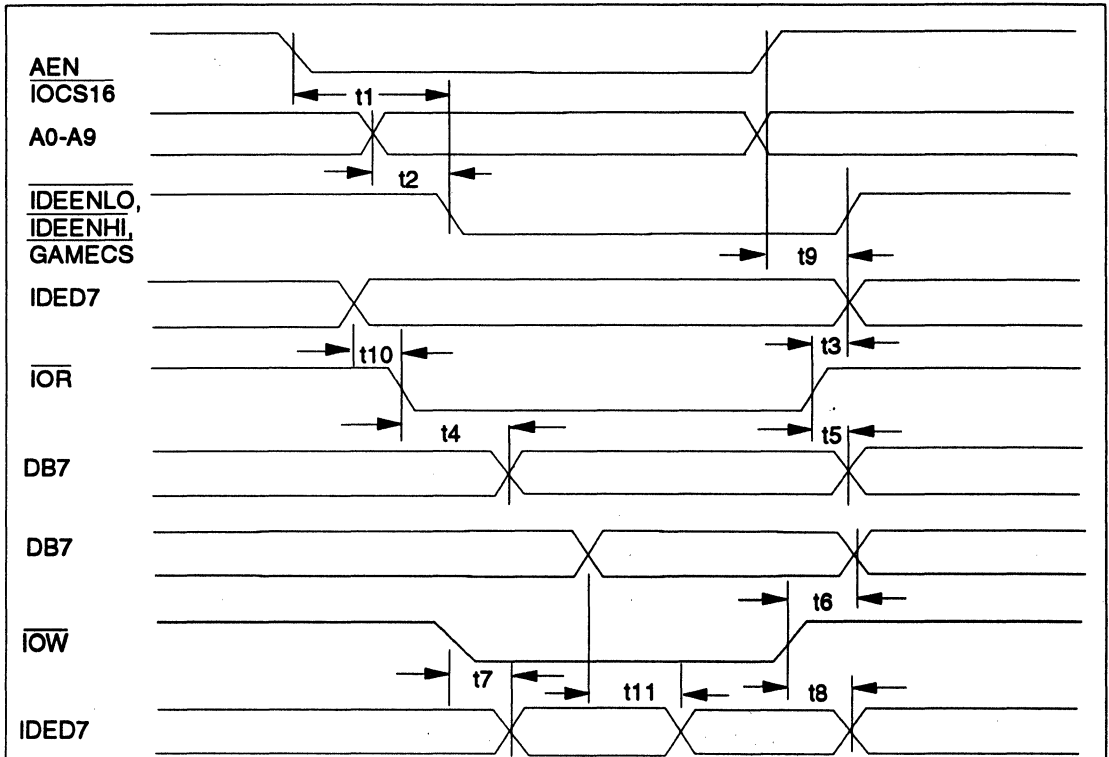 AEN
IOCS16
t1
A0-A9
t2
IDEENLO,
IDEENHI,
GAMECS
t9
IDED7
t10
t3
IOR
t4
t5
DB7
DB7
t6
IOW
t7
t11
t8
IDED7